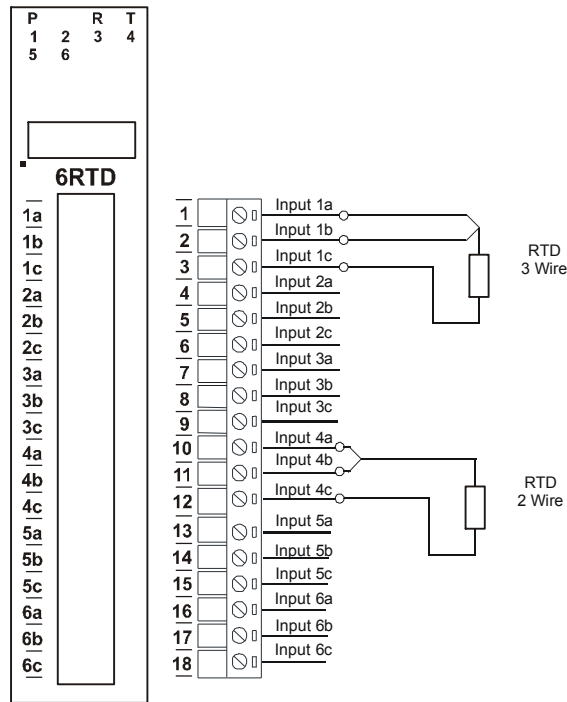 P R T
1 2 3 4
5 6
6RTD
1a
1b
1c
2a
2b
2c
3a
3b
3c
4a
4b
4c
5a
5b
5c
6a
6b
6c
1 Input 1a
2 Input 1b
3 Input 1c
4 Input 2a
5 Input 2b
6 Input 2c
7 Input 3a
8 Input 3b
9 Input 3c
10 Input 4a
11 Input 4b
12 Input 4c
13 Input 5a
14 Input 5b
15 Input 5c
16 Input 6a
17 Input 6b
18 Input 6c
RTD
3 Wire
RTD
2 Wire